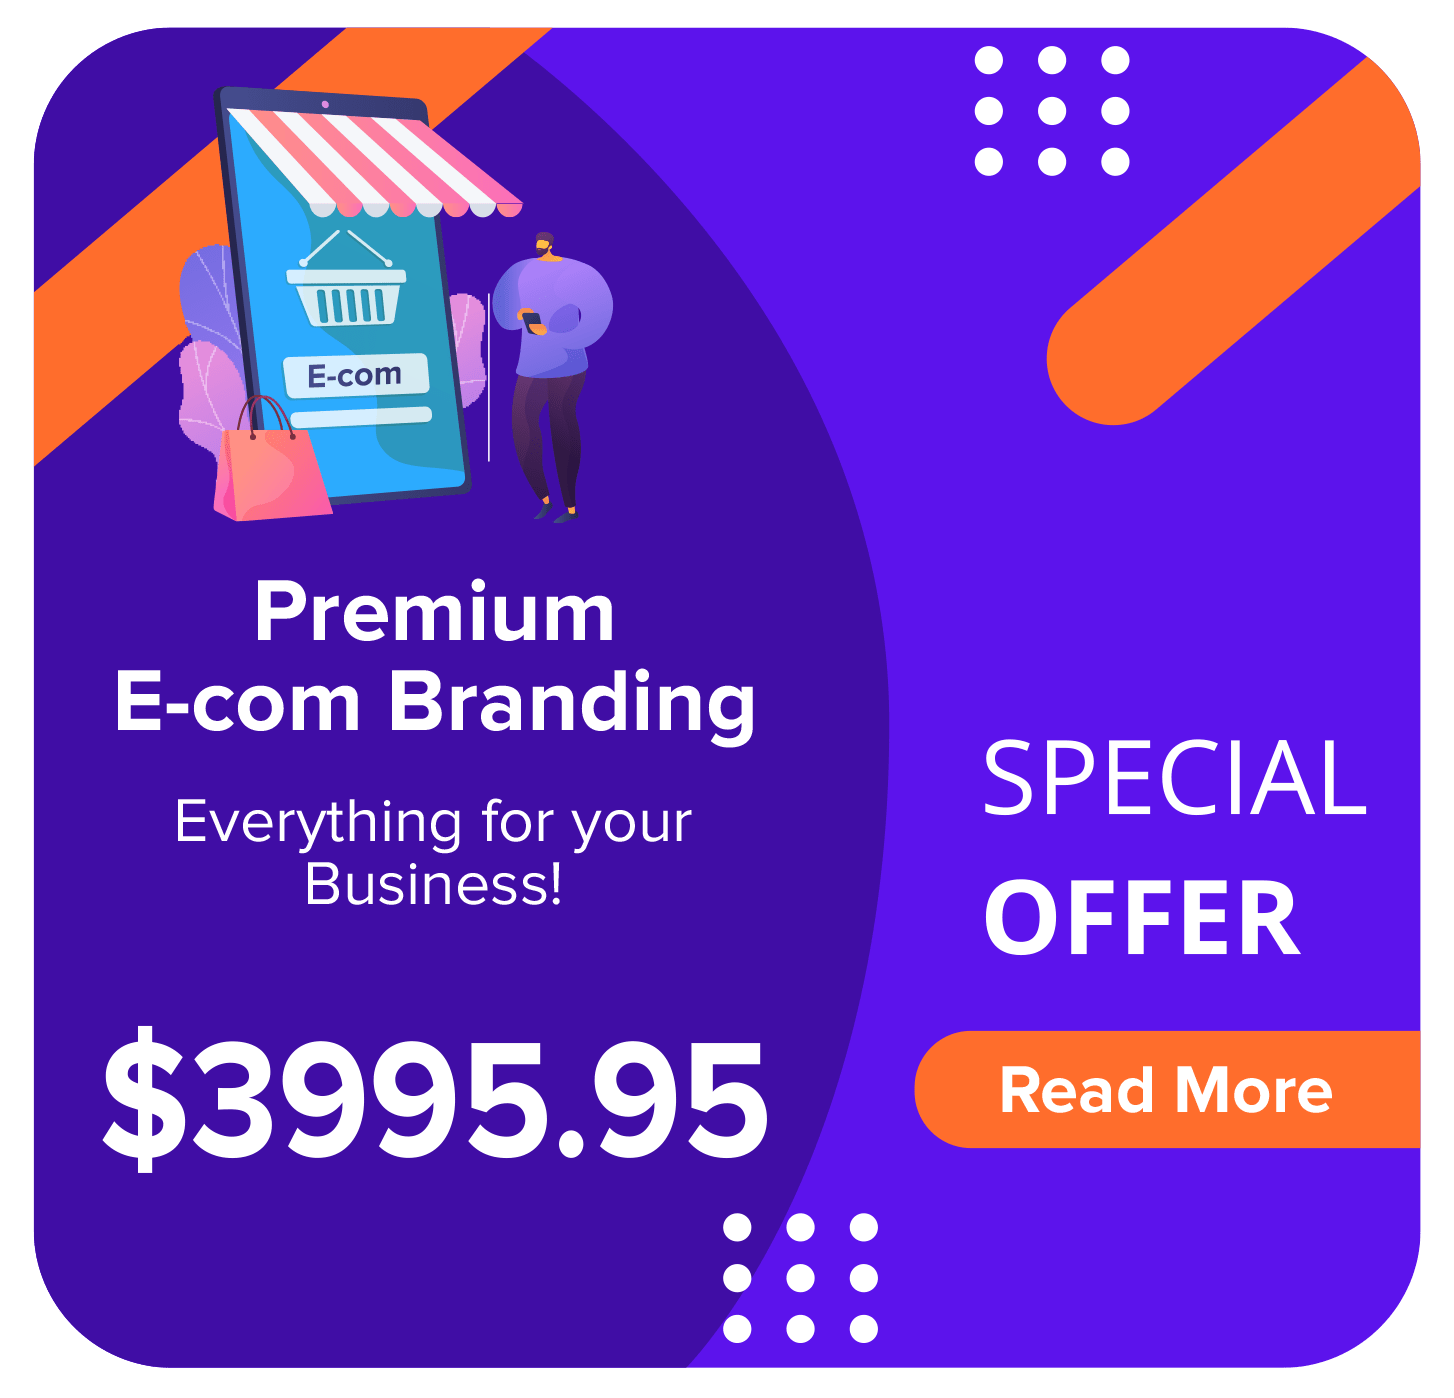 E-com
Premium
E-com Branding
Everything for your
Business!
$3995.95
SPECIAL
OFFER
Read More